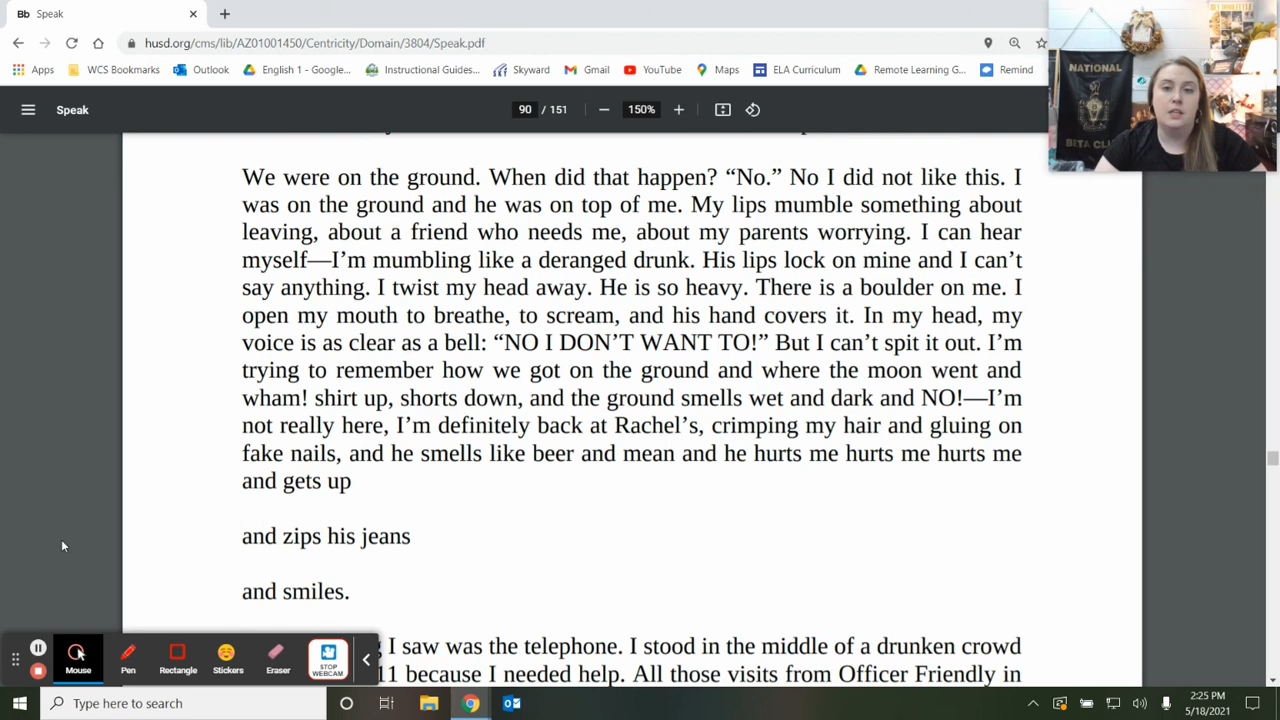 Bb Speak
husd.org/cms/lib/AZ01001450/Centricity/Domain/3804/Speak.pdf
Apps WCS Bookmarks Outlook English 1 - Google... Instructional Guides... Skyward Gmail YouTube Maps ELA Curriculum Remote Learning G... Remind
Speak 90 / 151 150%
NATIONAL
BETA CL
We were on the ground. When did that happen? “No.” No I did not like this. I
was on the ground and he was on top of me. My lips mumble something about
leaving, about a friend who needs me, about my parents worrying. I can hear
myself—I’m mumbling like a deranged drunk. His lips lock on mine and I can’t
say anything. I twist my head away. He is so heavy. There is a boulder on me. I
open my mouth to breathe, to scream, and his hand covers it. In my head, my
voice is as clear as a bell: “NO I DON’T WANT TO!” But I can’t spit it out. I’m
trying to remember how we got on the ground and where the moon went and
wham! shirt up, shorts down, and the ground smells wet and dark and NO!—I’m
not really here, I’m definitely back at Rachel’s, crimping my hair and gluing on
fake nails, and he smells like beer and mean and he hurts me hurts me hurts me
and gets up
and zips his jeans
and smiles.
I saw was the telephone. I stood in the middle of a drunken crowd
11 because I needed help. All those visits from Officer Friendly in
Mouse Pen Rectangle Stickers Eraser STOP WEBCAM
Type here to search
2:25 PM
5/18/2021